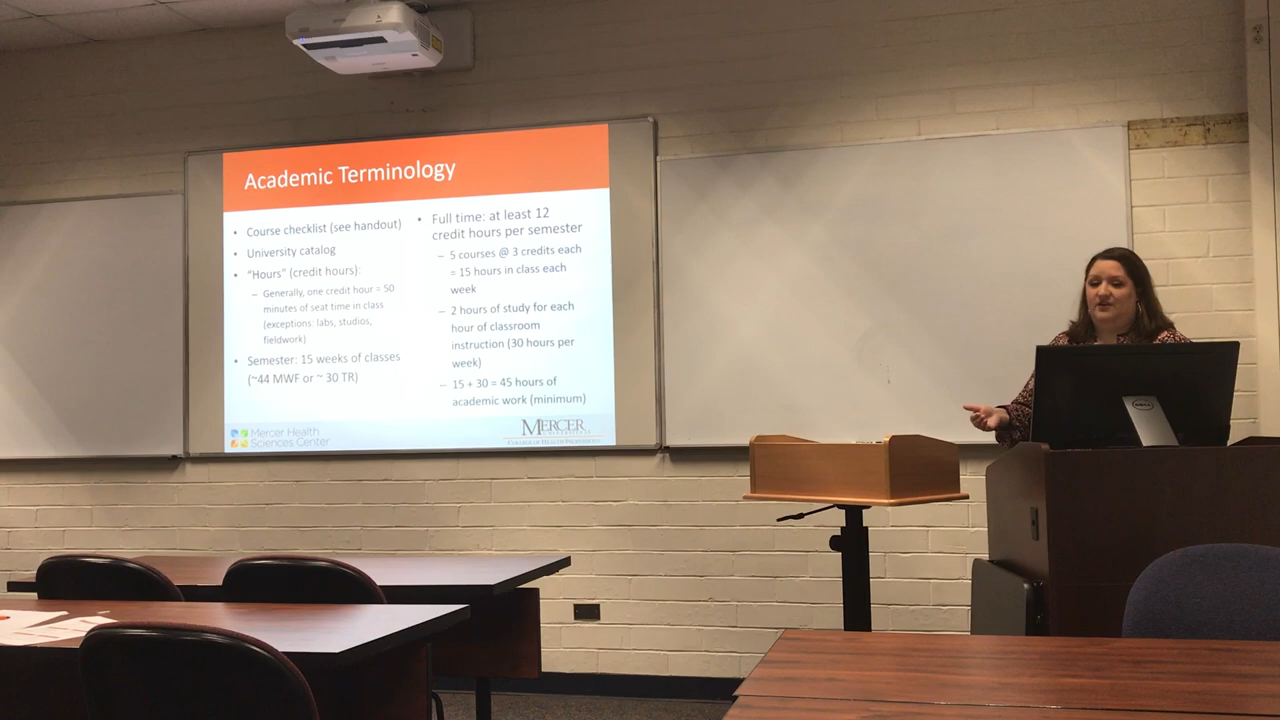 Academic Terminology
• Course checklist (see handout)
• University catalog
• “Hours” (credit hours):
– Generally, one credit hour = 50
minutes of seat time in class
(exceptions: labs, studios,
fieldwork)
• Semester: 15 weeks of classes
(~44 MWF or ~ 30 TR)
• Full time: at least 12
credit hours per semester
– 5 courses @ 3 credits each
= 15 hours in class each
week
– 2 hours of study for each
hour of classroom
instruction (30 hours per
week)
– 15 + 30 = 45 hours of
academic work (minimum)
Mercer Health
Sciences Center
MERCER
UNIVERSITY
COLLEGE OF HEALTH PROFESSIONS
DELL